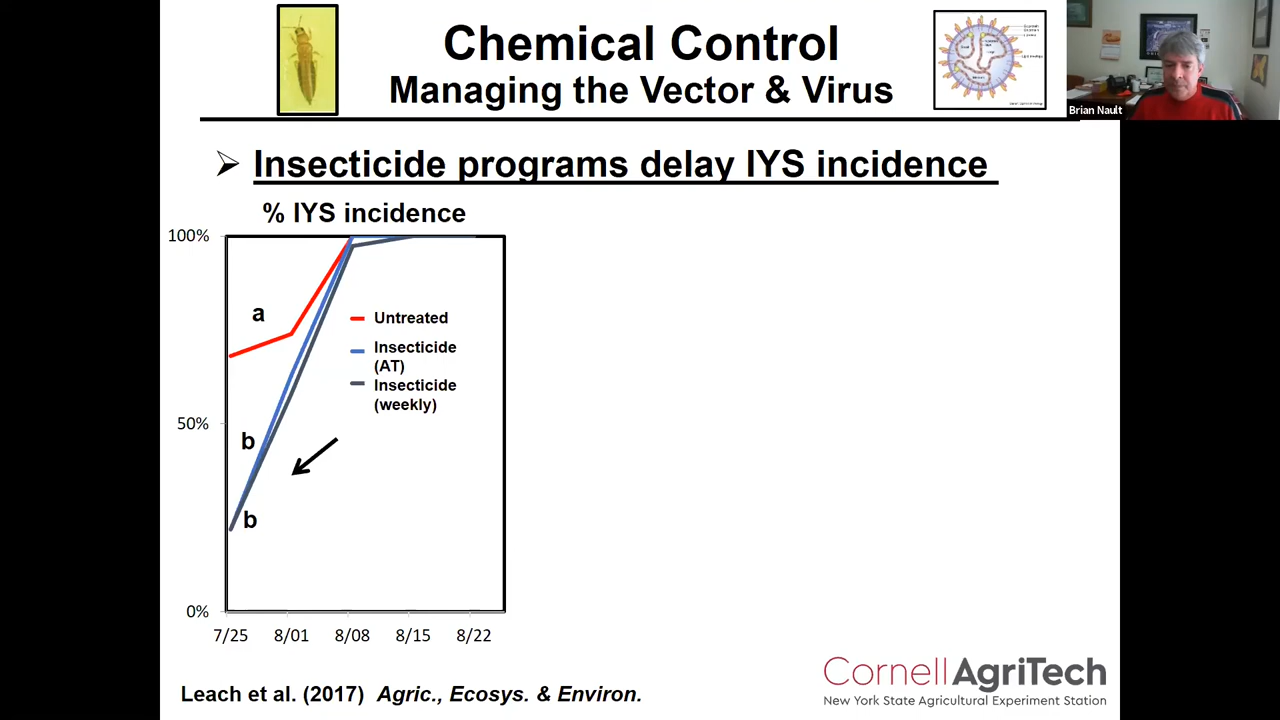 Chemical Control
Managing the Vector & Virus
Brian Nault
➢ Insecticide programs delay IYS incidence
% IYS incidence
100%
50%
0%
a
b
b
Untreated
Insecticide
(AT)
Insecticide
(weekly)
7/25 8/01 8/08 8/15 8/22
Leach et al. (2017) Agric., Ecosys. & Environ.
Cornell AgriTech
New York State Agricultural Experiment Station